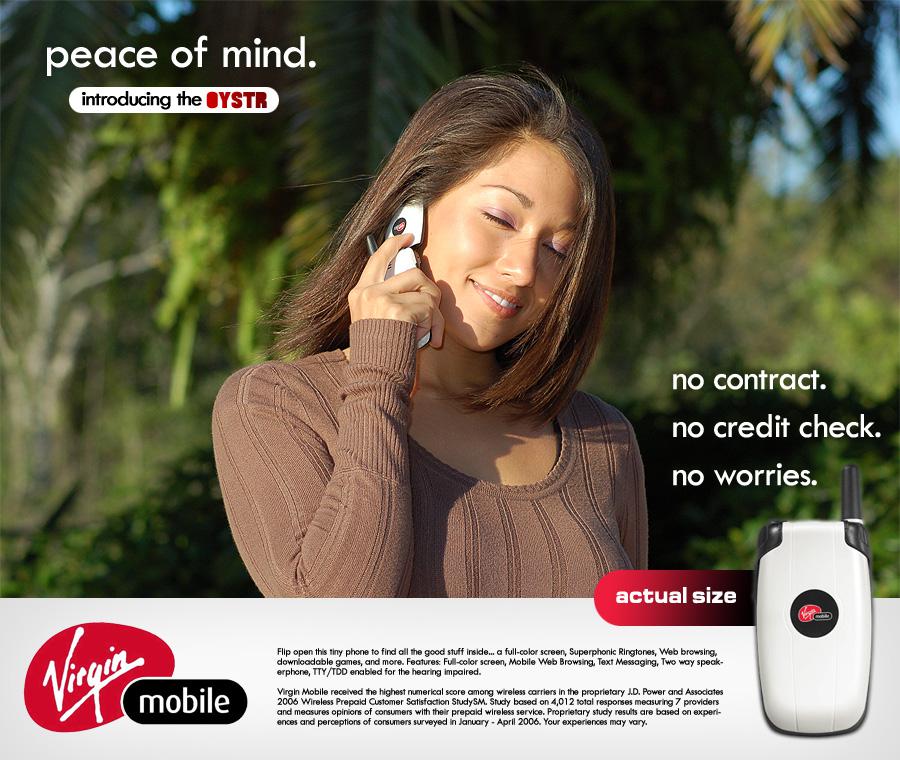 peace of mind.
introducing the OYSTR
no contract.
no credit check.
no worries.
actual size
Virgin mobile
Virgin mobile
Flip open this tiny phone to find all the good stuff inside... a full-color screen, Superphonic Ringtones, Web browsing,
downloadable games, and more. Features: Full-color screen, Mobile Web Browsing, Text Messaging, Two way speak-
erphone, TTY/TDD enabled for the hearing impaired.
Virgin Mobile received the highest numerical score among wireless carriers in the proprietary J.D. Power and Associates
2006 Wireless Prepaid Customer Satisfaction StudySM. Study based on 4,012 total responses measuring 7 providers
and measures opinions of consumers with their prepaid wireless service. Proprietary study results are based on experi-
ences and perceptions of consumers surveyed in January - April 2006. Your experiences may vary.